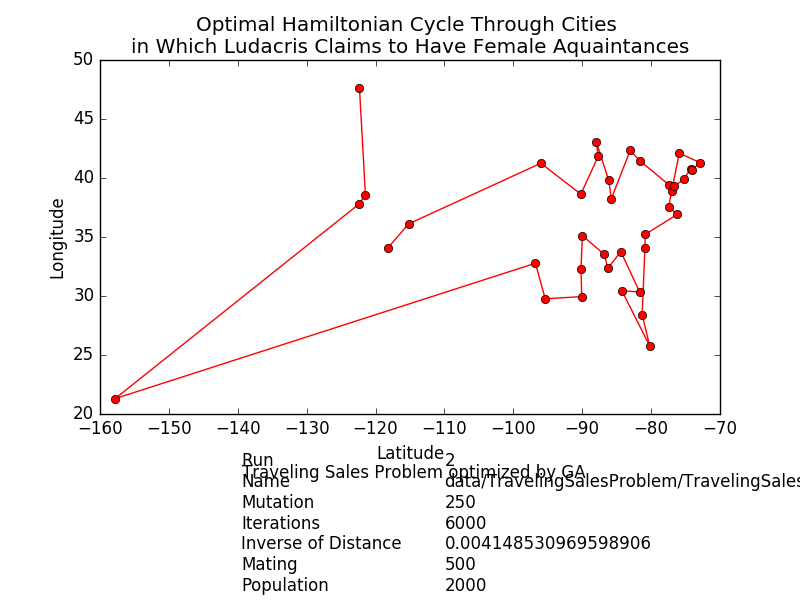 Optimal Hamiltonian Cycle Through Cities
in Which Ludacris Claims to Have Female Aquaintances
50
45
40
35
30
25
20
Longitude
−160 −150 −140 −130 −120 −110 −100 −90 −80 −70
Latitude
Run 2
Traveling Sales Problem optimized by GA
Name data/TravelingSalesProblem/TravelingSales
Mutation 250
Iterations 6000
Inverse of Distance 0.004148530969598906
Mating 500
Population 2000